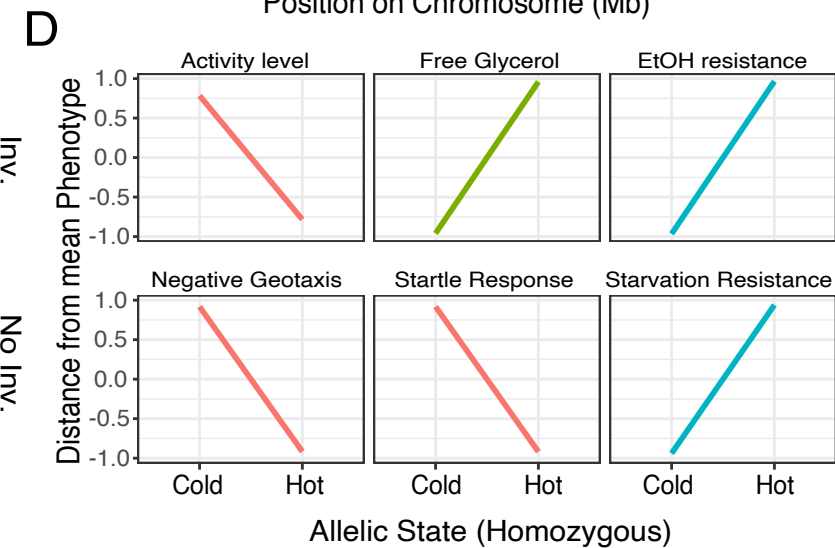 Position on Chromosome (Mb)
D
Activity level Free Glycerol EtOH resistance
1.0
0.5
0.0
-0.5
-1.0
Inv.
Distance from mean Phenotype
Negative Geotaxis Startle Response Starvation Resistance
1.0
0.5
0.0
-0.5
-1.0
No Inv.
Cold Hot Cold Hot Cold Hot
Allelic State (Homozygous)